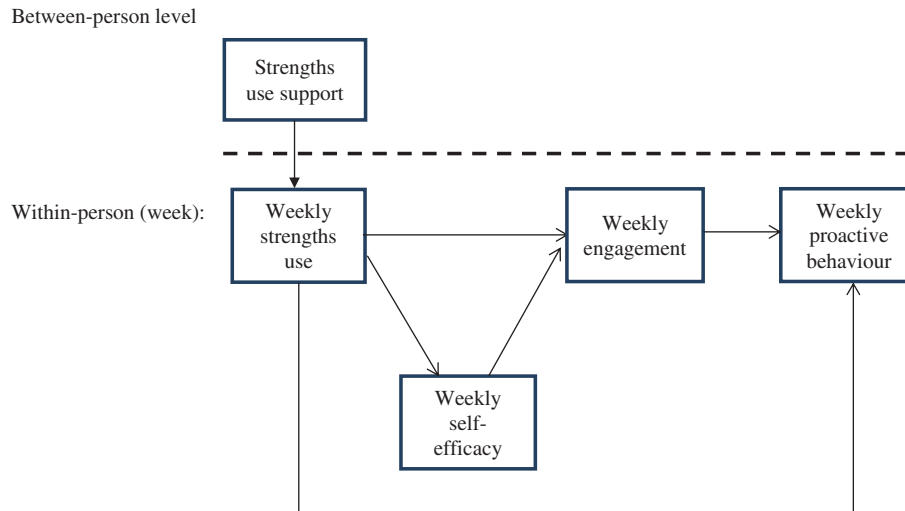 Between-person level
Strengths
use support
Within-person (week):
Weekly
strengths
use
Weekly
engagement
Weekly
proactive
behaviour
Weekly
self-
efficacy